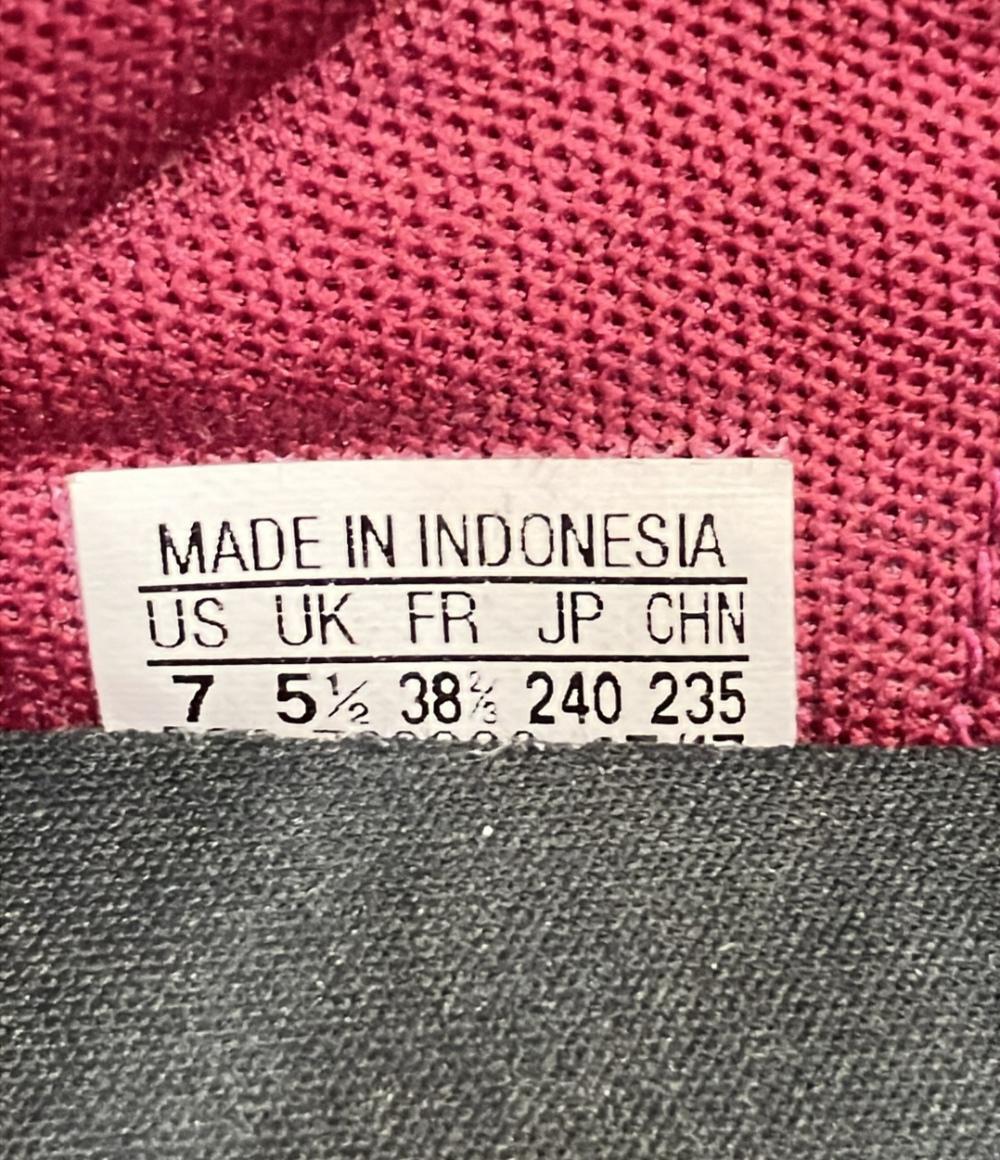 MADE IN INDONESIA
US UK FR JP CHN
7 5½ 38⅔ 240 235